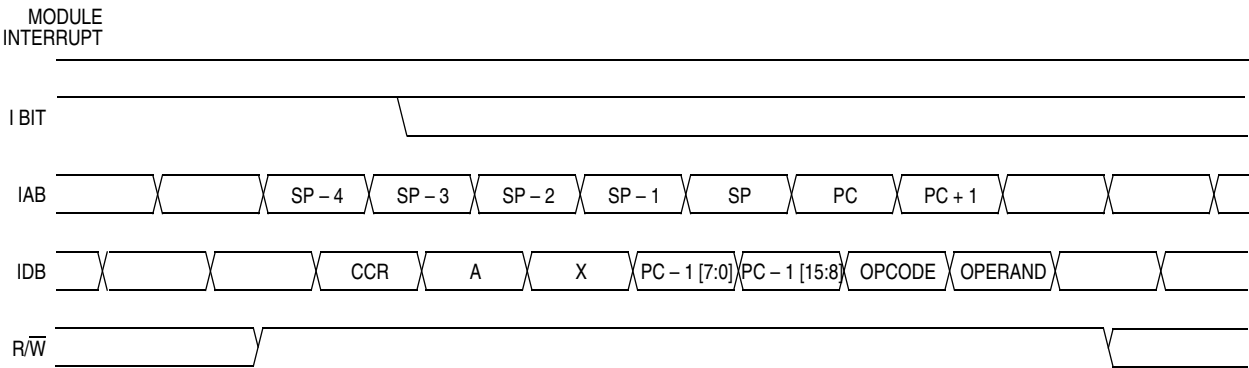 MODULE
INTERRUPT
I BIT
IAB SP – 4 SP – 3 SP – 2 SP – 1 SP PC PC + 1
IDB CCR A X PC – 1 [7:0] PC – 1 [15:8] OPCODE OPERAND
R/W̅